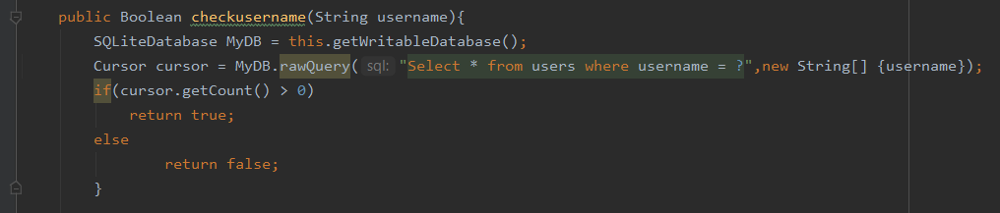 public Boolean checkusername(String username){
SQLiteDatabase MyDB = this.getWritableDatabase();
Cursor cursor = MyDB.rawQuery( sql: "Select * from users where username = ?",new String[] {username});
if(cursor.getCount() > 0)
return true;
else
return false;
}